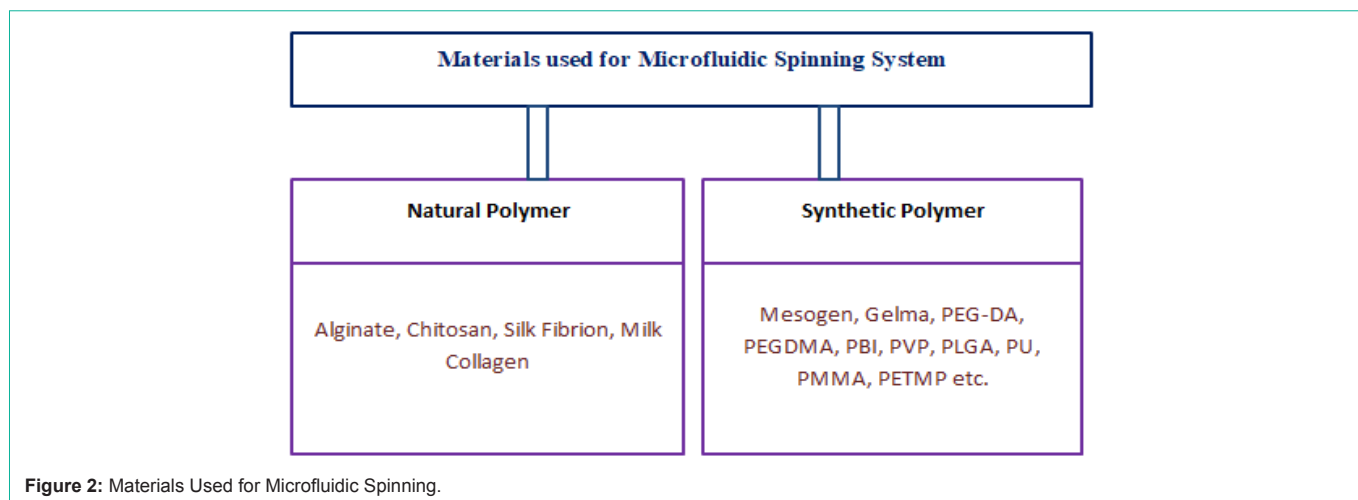 Materials used for Microfluidic Spinning System
Natural Polymer
Alginate, Chitosan, Silk Fibrion, Milk
Collagen
Synthetic Polymer
Mesogen, Gelma, PEG-DA,
PEGDMA, PBI, PVP, PLGA, PU,
PMMA, PETMP etc.
Figure 2: Materials Used for Microfluidic Spinning.